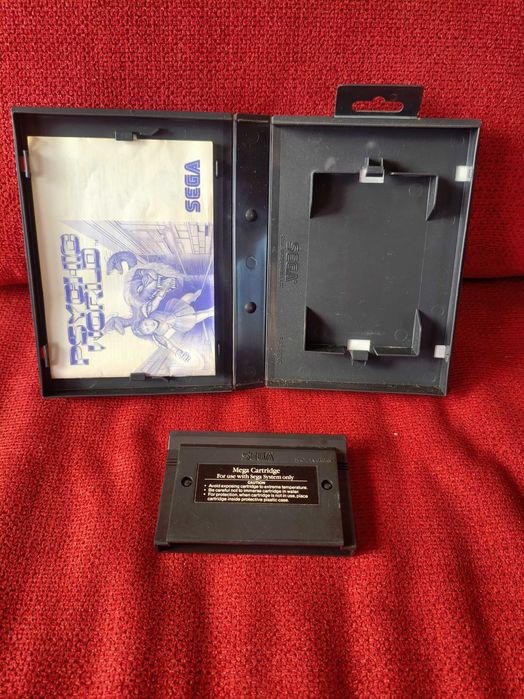 PSYCHIC
WORLD
SEGA
SEGA
SEGA
Mega Cartridge
For use with Sega System only
CAUTION
• Avoid exposing cartridge to extreme temperature.
• Be careful not to immerse cartridge in water.
• For protection, when cartridge is not in use, place
cartridge inside protective plastic case.